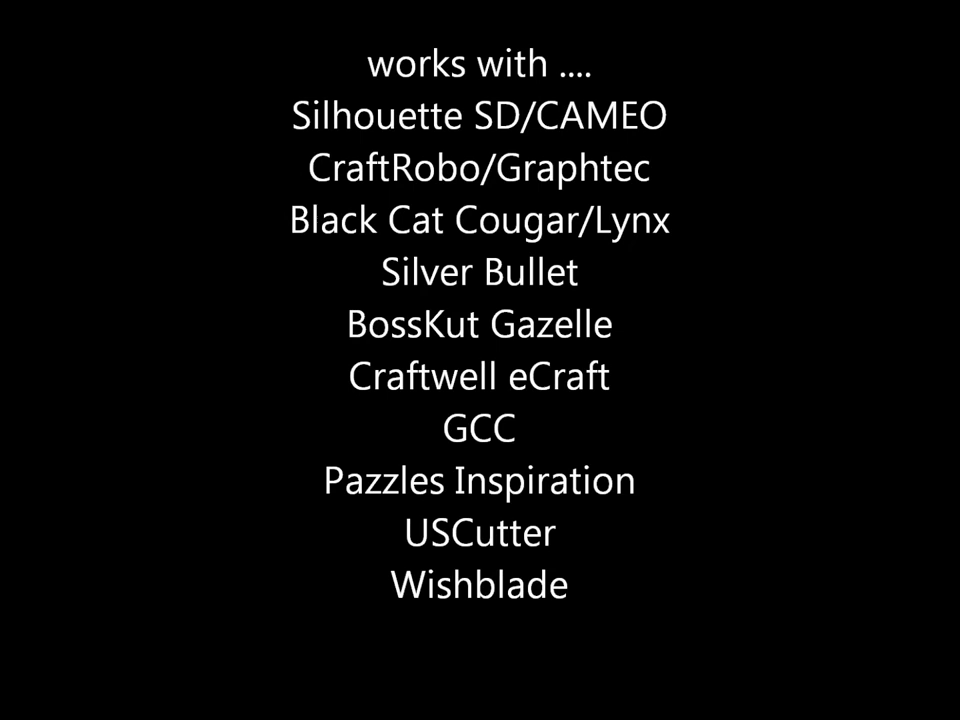 works with ....
Silhouette SD/CAMEO
CraftRobo/Graphtec
Black Cat Cougar/Lynx
Silver Bullet
BossKut Gazelle
Craftwell eCraft
GCC
Pazzles Inspiration
USCutter
Wishblade